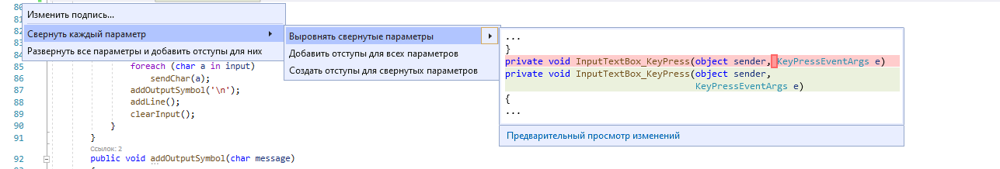 80
Изменить подпись...
81
82
Свернуть каждый параметр
Выровнять свернутые параметры
...
Развернуть все параметры и добавить отступы для них
Добавить отступы для всех параметров
}
84
private void InputTextBox_KeyPress(object sender, KeyPressEventArgs e)
85 foreach (char a in input)
Создать отступы для свернутых параметров
private void InputTextBox_KeyPress(object sender,
86 sendChar(a);
KeyPressEventArgs e)
87 addOutputSymbol('\n');
{
88 addLine();
...
89 clearInput();
90 }
Предварительный просмотр изменений
91 }
Ссылок: 2
92 public void addOutputSymbol(char message)